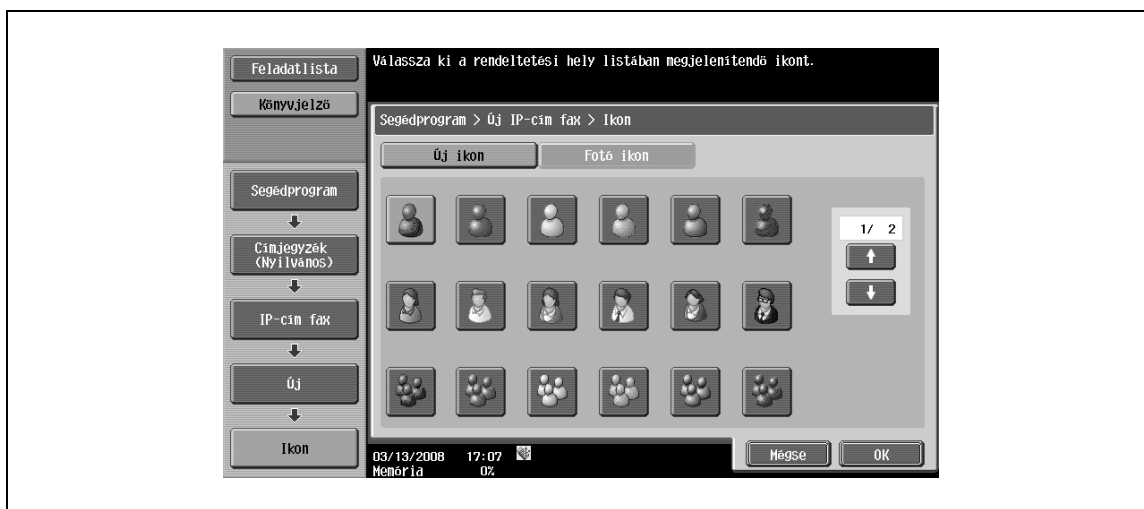 Feladatlista
Könyvjelző
Válassza ki a rendeltetési hely listában megjelenítendő ikont.
Segédprogram > Új IP-cím fax > Ikon
Új ikon
Fotó ikon
Segédprogram
Címjegyzék
(Nyilvános)
IP-cím fax
Új
Ikon
1/ 2
03/13/2008 17:07
Memória 0%
Mégse
OK